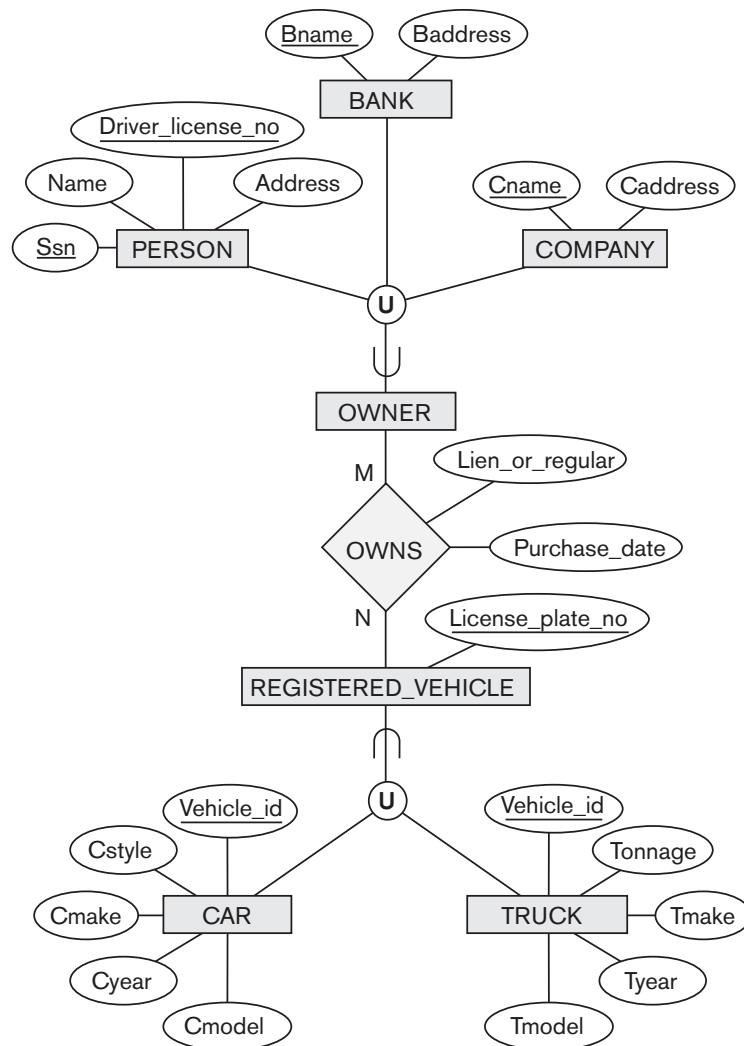 Bname
Baddress
BANK
Driver_license_no
Name
Address
Cname
Caddress
Ssn
PERSON
COMPANY
U
OWNER
M
Lien_or_regular
OWNS
Purchase_date
N
License_plate_no
REGISTERED_VEHICLE
U
Vehicle_id
Vehicle_id
Cstyle
Tonnage
Cmake
CAR
TRUCK
Tmake
Cyear
Tyear
Cmodel
Tmodel